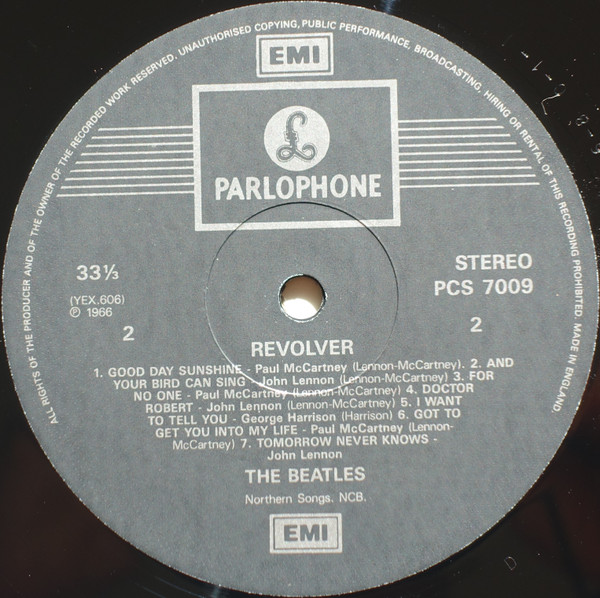 ALL RIGHTS OF THE PRODUCER AND OF THE OWNER OF THE RECORDED WORK RESERVED. UNAUTHORISED COPYING, PUBLIC PERFORMANCE, BROADCASTING, HIRING OR RENTAL OF THIS RECORDING PROHIBITED. MADE IN ENGLAND
EMI
£
PARLOPHONE
33⅓
STEREO
PCS 7009
(YEX.606)
℗ 1966
2
2
REVOLVER
1. GOOD DAY SUNSHINE - Paul McCartney (Lennon-McCartney). 2. AND
YOUR BIRD CAN SING - John Lennon (Lennon-McCartney) 3. FOR
NO ONE - Paul McCartney (Lennon-McCartney) 4. DOCTOR
ROBERT - John Lennon (Lennon-McCartney) 5. I WANT
TO TELL YOU - George Harrison (Harrison) 6. GOT TO
GET YOU INTO MY LIFE - Paul McCartney (Lennon-
McCartney) 7. TOMORROW NEVER KNOWS -
John Lennon
THE BEATLES
Northern Songs. NCB.
EMI
D